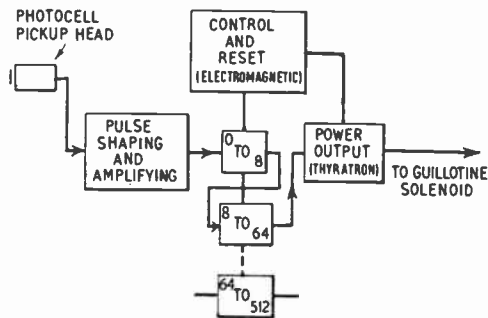 PHOTOCELL
PICKUP HEAD
CONTROL
AND
RESET
(ELECTROMAGNETIC)
PULSE
SHAPING
AND
AMPLIFYING
0 TO 8
POWER
OUTPUT
(THYRATRON)
TO GUILLOTINE
SOLENOID
8 TO 64
64 TO 512